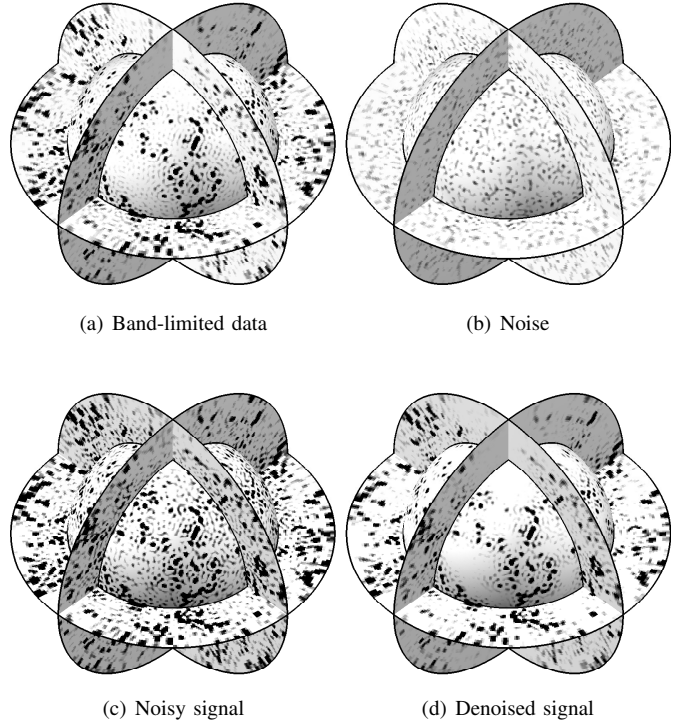 (a) Band-limited data
(b) Noise
(c) Noisy signal
(d) Denoised signal